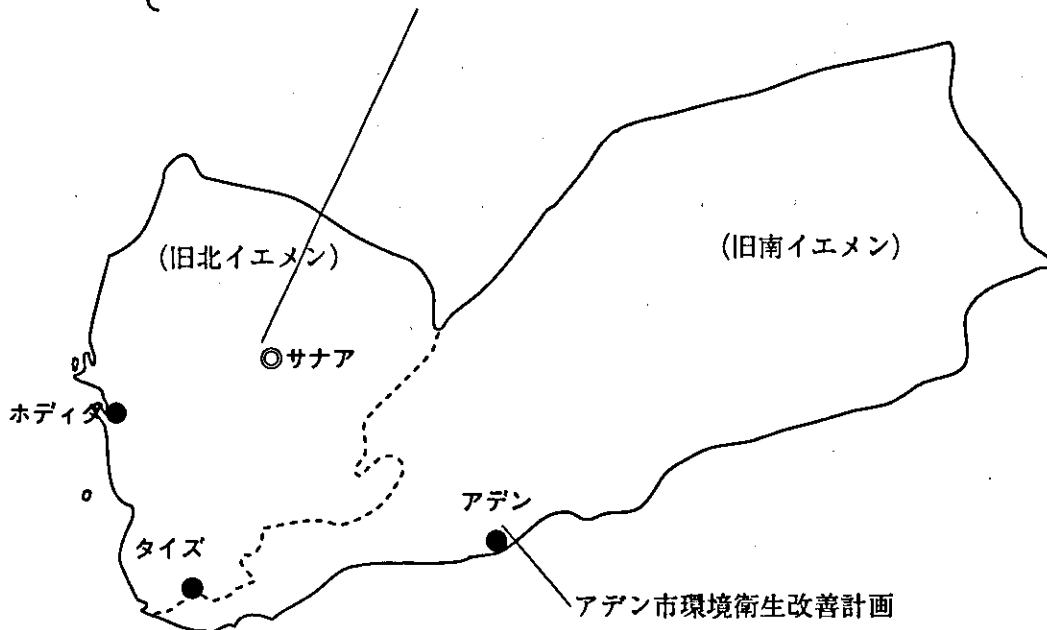 (旧北イエメン)
(旧南イエメン)
サナア
ホディダ
アデン
タイズ
アデン市環境衛生改善計画